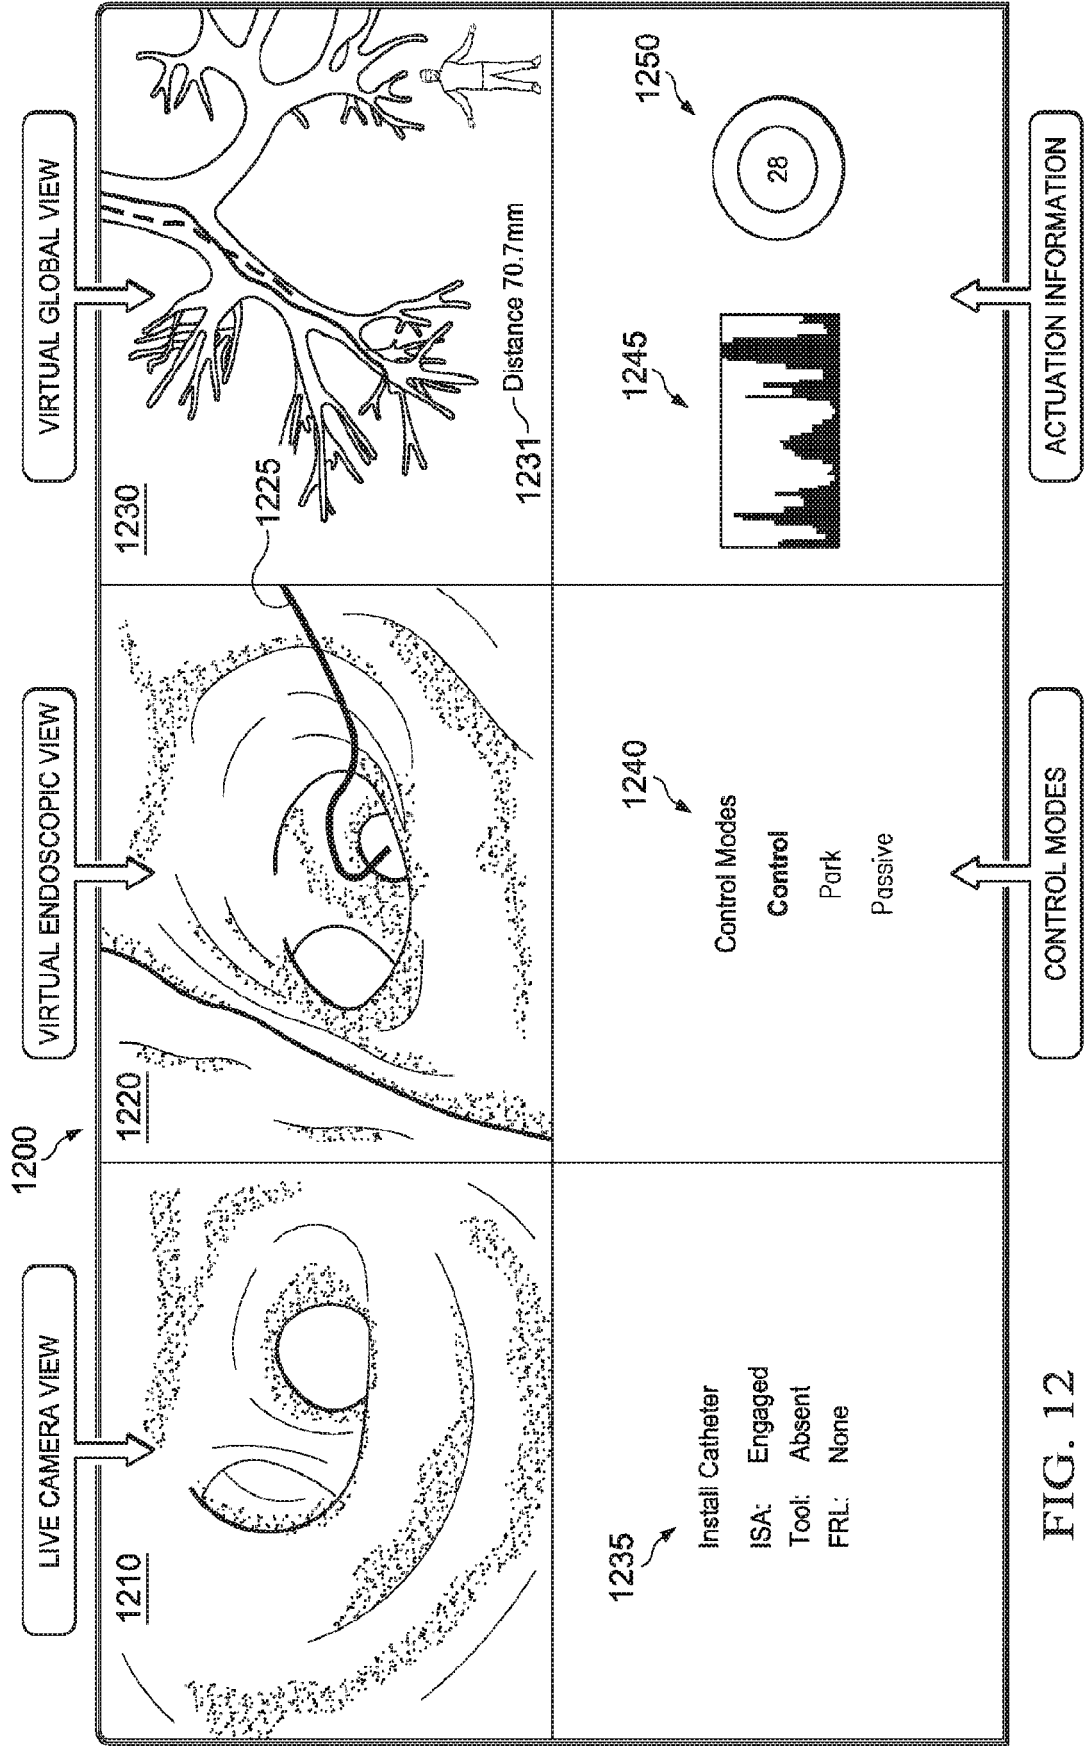 1200
LIVE CAMERA VIEW
VIRTUAL ENDOSCOPIC VIEW
VIRTUAL GLOBAL VIEW
1210
1220
1225
1230
1231
Distance 70.7mm
1235
Install Catheter
ISA: Engaged
Tool: Absent
FRL: None
1240
Control Modes
Control
Park
Passive
1245
1250
28
CONTROL MODES
ACTUATION INFORMATION
FIG. 12